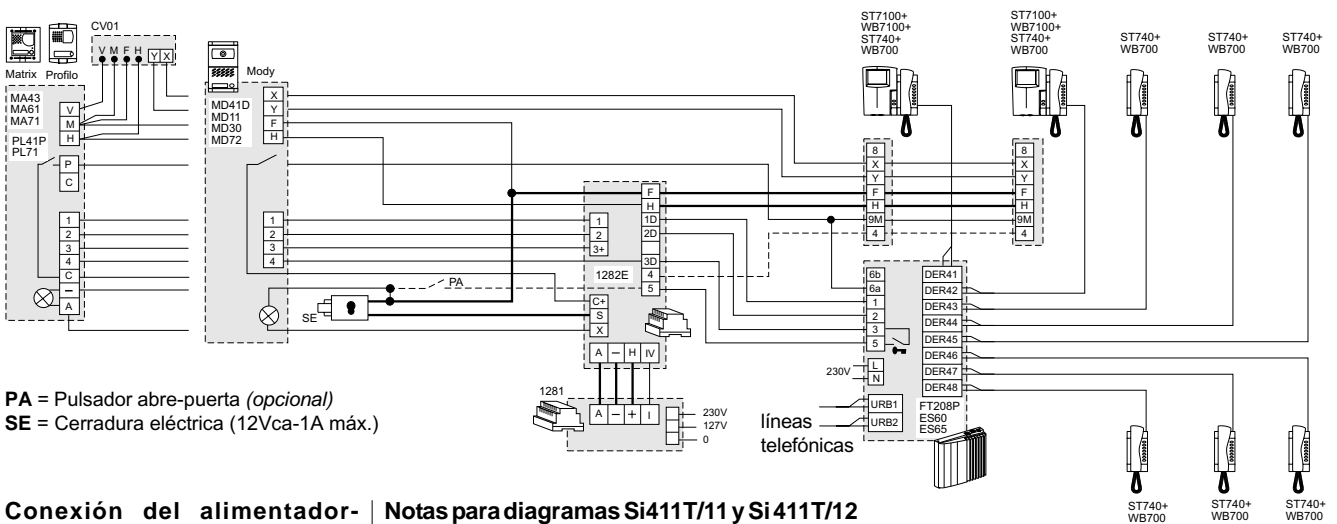 CV01
V M F H Y X
Matrix Profilo
MA43
MA61
MA71
PL41P
PL71
V
M
H
P
C
1
2
3
4
C
–
A
Mody
MD41D
MD11
MD30
MD72
X
Y
F
H
1
2
3
4
PA
SE
1
2
3+
1282E
C+
S
X
F
H
1D
2D
3D
4
5
A – H IV
1281
A – + I
230V
127V
0
ST7100+
WB7100+
ST740+
WB700
ST7100+
WB7100+
ST740+
WB700
ST740+
WB700
ST740+
WB700
ST740+
WB700
8
X
Y
F
H
9M
4
8
X
Y
F
H
9M
4
6b
6a
1
2
3
5
230V
L
N
URB1
URB2
líneas
telefónicas
DER41
DER42
DER43
DER44
DER45
DER46
DER47
DER48
FT208P
ES60
ES65
ST740+
WB700
ST740+
WB700
ST740+
WB700
PA = Pulsador abre-puerta (opcional)
SE = Cerradura eléctrica (12Vca-1A máx.)
Conexión del alimentador-
Notas para diagramas Si411T/11 y Si 411T/12